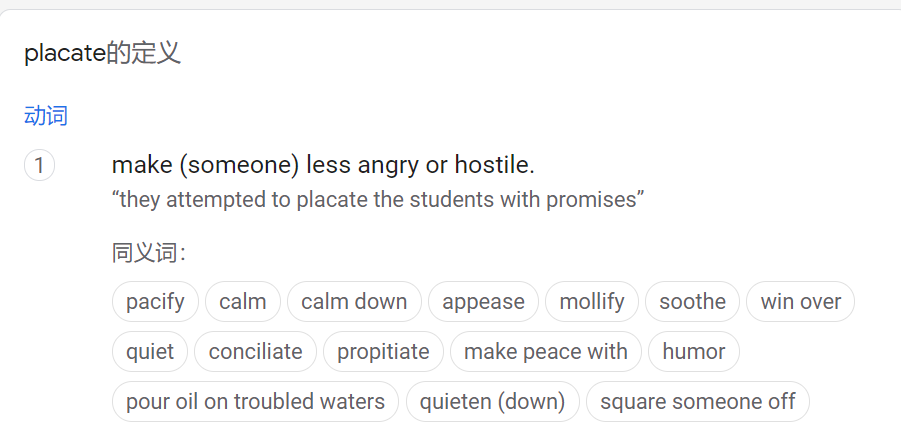 placate的定义
动词
1 make (someone) less angry or hostile.
“they attempted to placate the students with promises”
同义词：
pacify calm calm down appease mollify soothe win over
quiet conciliate propitiate make peace with humor
pour oil on troubled waters quieten (down) square someone off